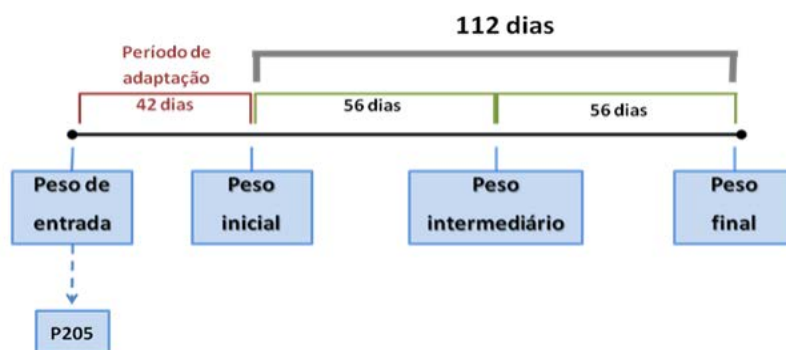 112 dias
Período de
adaptação
42 dias
56 dias
56 dias
Peso de
entrada
Peso
inicial
Peso
intermediário
Peso
final
P205